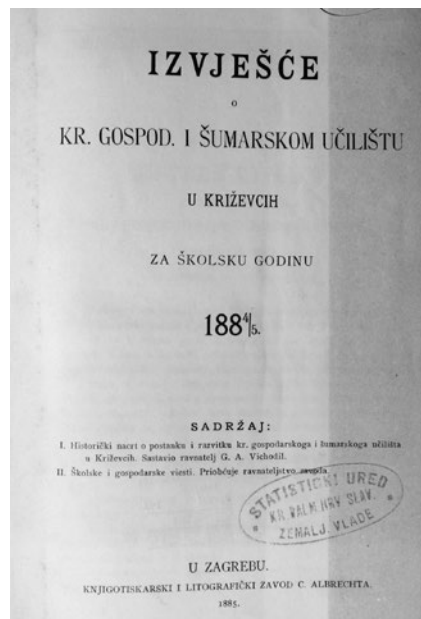 IZVJEŠĆE
O
KR. GOSPOD. I ŠUMARSKOM UČILIŠTU
U KRIŽEVCIH
ZA ŠKOLSKU GODINU
188⁴|₅.
SADRŽAJ:
I. Historički nacrt o postanku i razvitku kr. gospodarskoga i šumarskoga učilišta
u Križevcih. Sastavio ravnatelj G. A. Vichodil.
II. Školske i gospodarske viesti. Priobćuje ravnateljstvo zavoda.
STATISTIČNI URED
KR. DALM. HRV. SLAV.
ZEMALJ. VLADE
U ZAGREBU.
KNJIGOTISKARSKI I LITOGRAFIČKI ZAVOD C. ALBRECHTA.
1885.